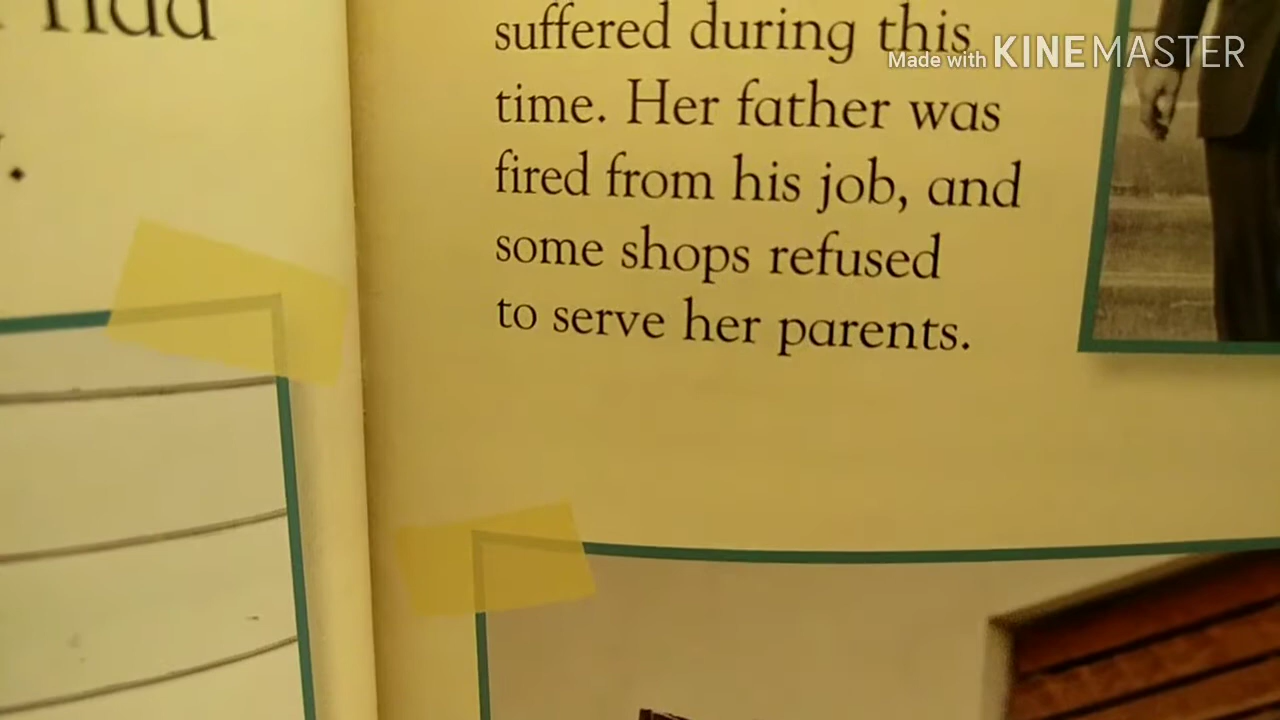 suffered during this
time. Her father was
fired from his job, and
some shops refused
to serve her parents.
Made with KINEMASTER